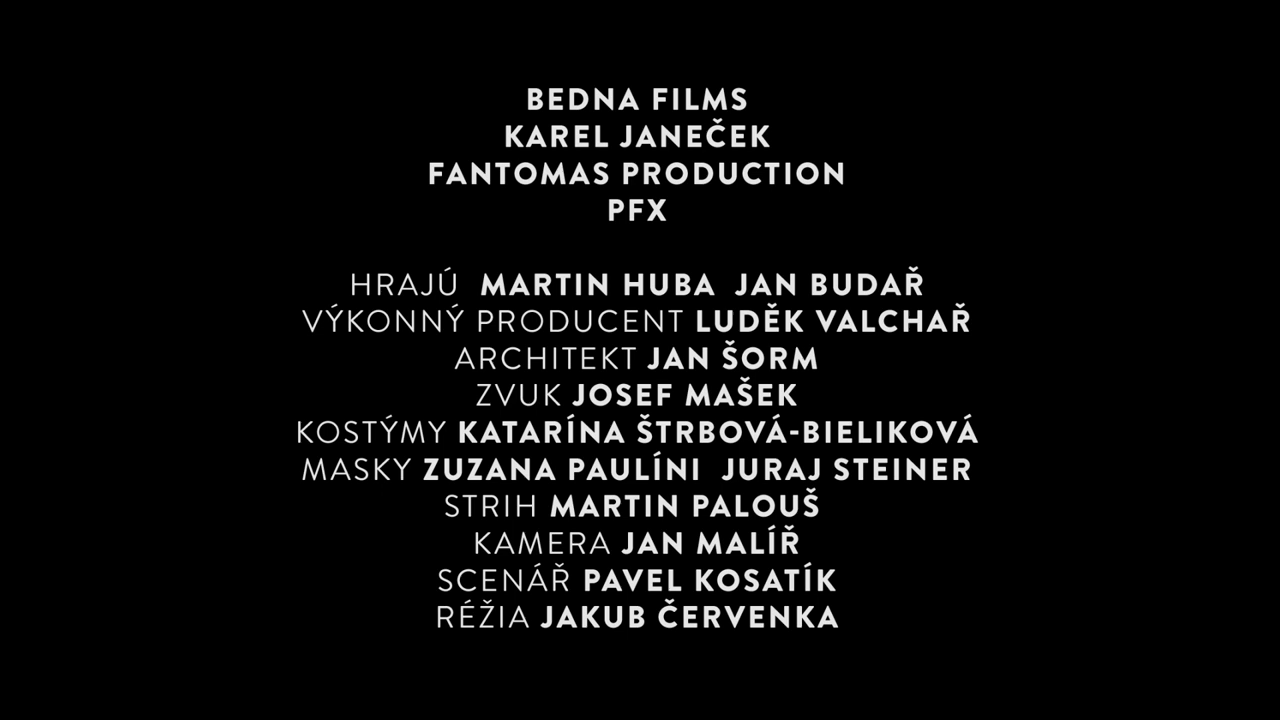 BEDNA FILMS
KAREL JANEČEK
FANTOMAS PRODUCTION
PFX
HRAJÚ MARTIN HUBA JAN BUDAŘ
VÝKONNÝ PRODUCENT LUDĚK VALCHAŘ
ARCHITEKT JAN ŠORM
ZVUK JOSEF MAŠEK
KOSTÝMY KATARÍNA ŠTRBOVÁ-BIELIKOVÁ
MASKY ZUZANA PAULÍNI JURAJ STEINER
STRIH MARTIN PALOUŠ
KAMERA JAN MALÍŘ
SCENÁŘ PAVEL KOSATÍK
RÉŽIA JAKUB ČERVENKA